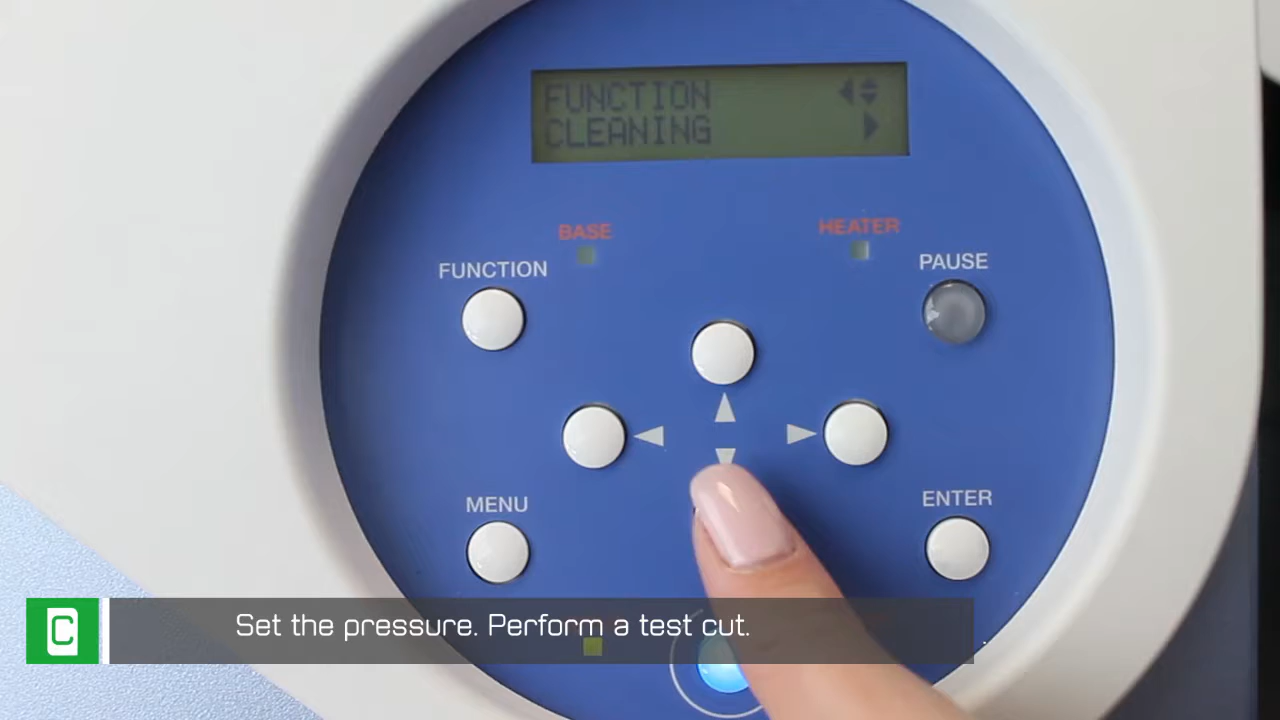 FUNCTION
CLEANING
BASE
HEATER
FUNCTION
PAUSE
MENU
ENTER
C
Set the pressure. Perform a test cut.